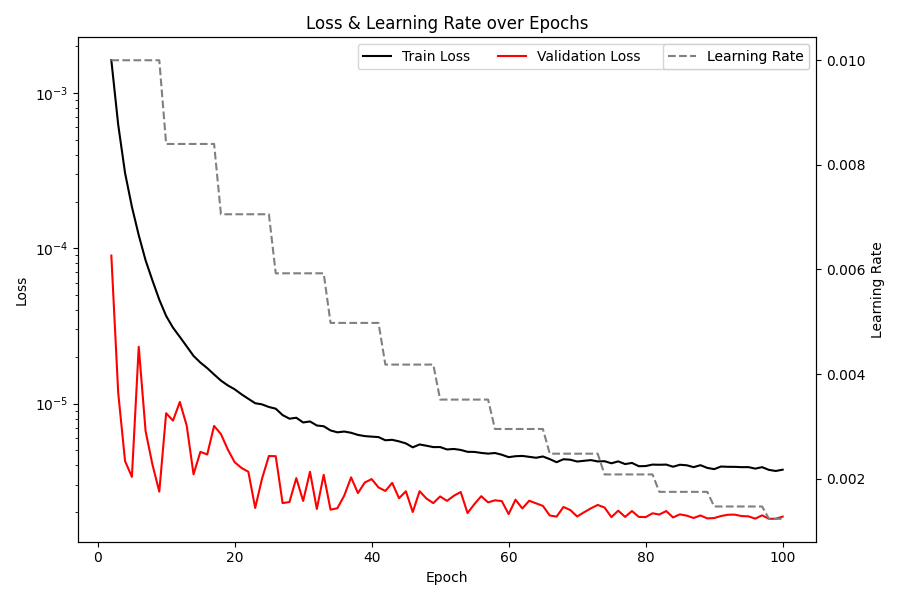 Loss & Learning Rate over Epochs
Train Loss
Validation Loss
Learning Rate
10⁻³
10⁻⁴
10⁻⁵
Loss
0.010
0.008
0.006
0.004
0.002
Learning Rate
0
20
40
60
80
100
Epoch